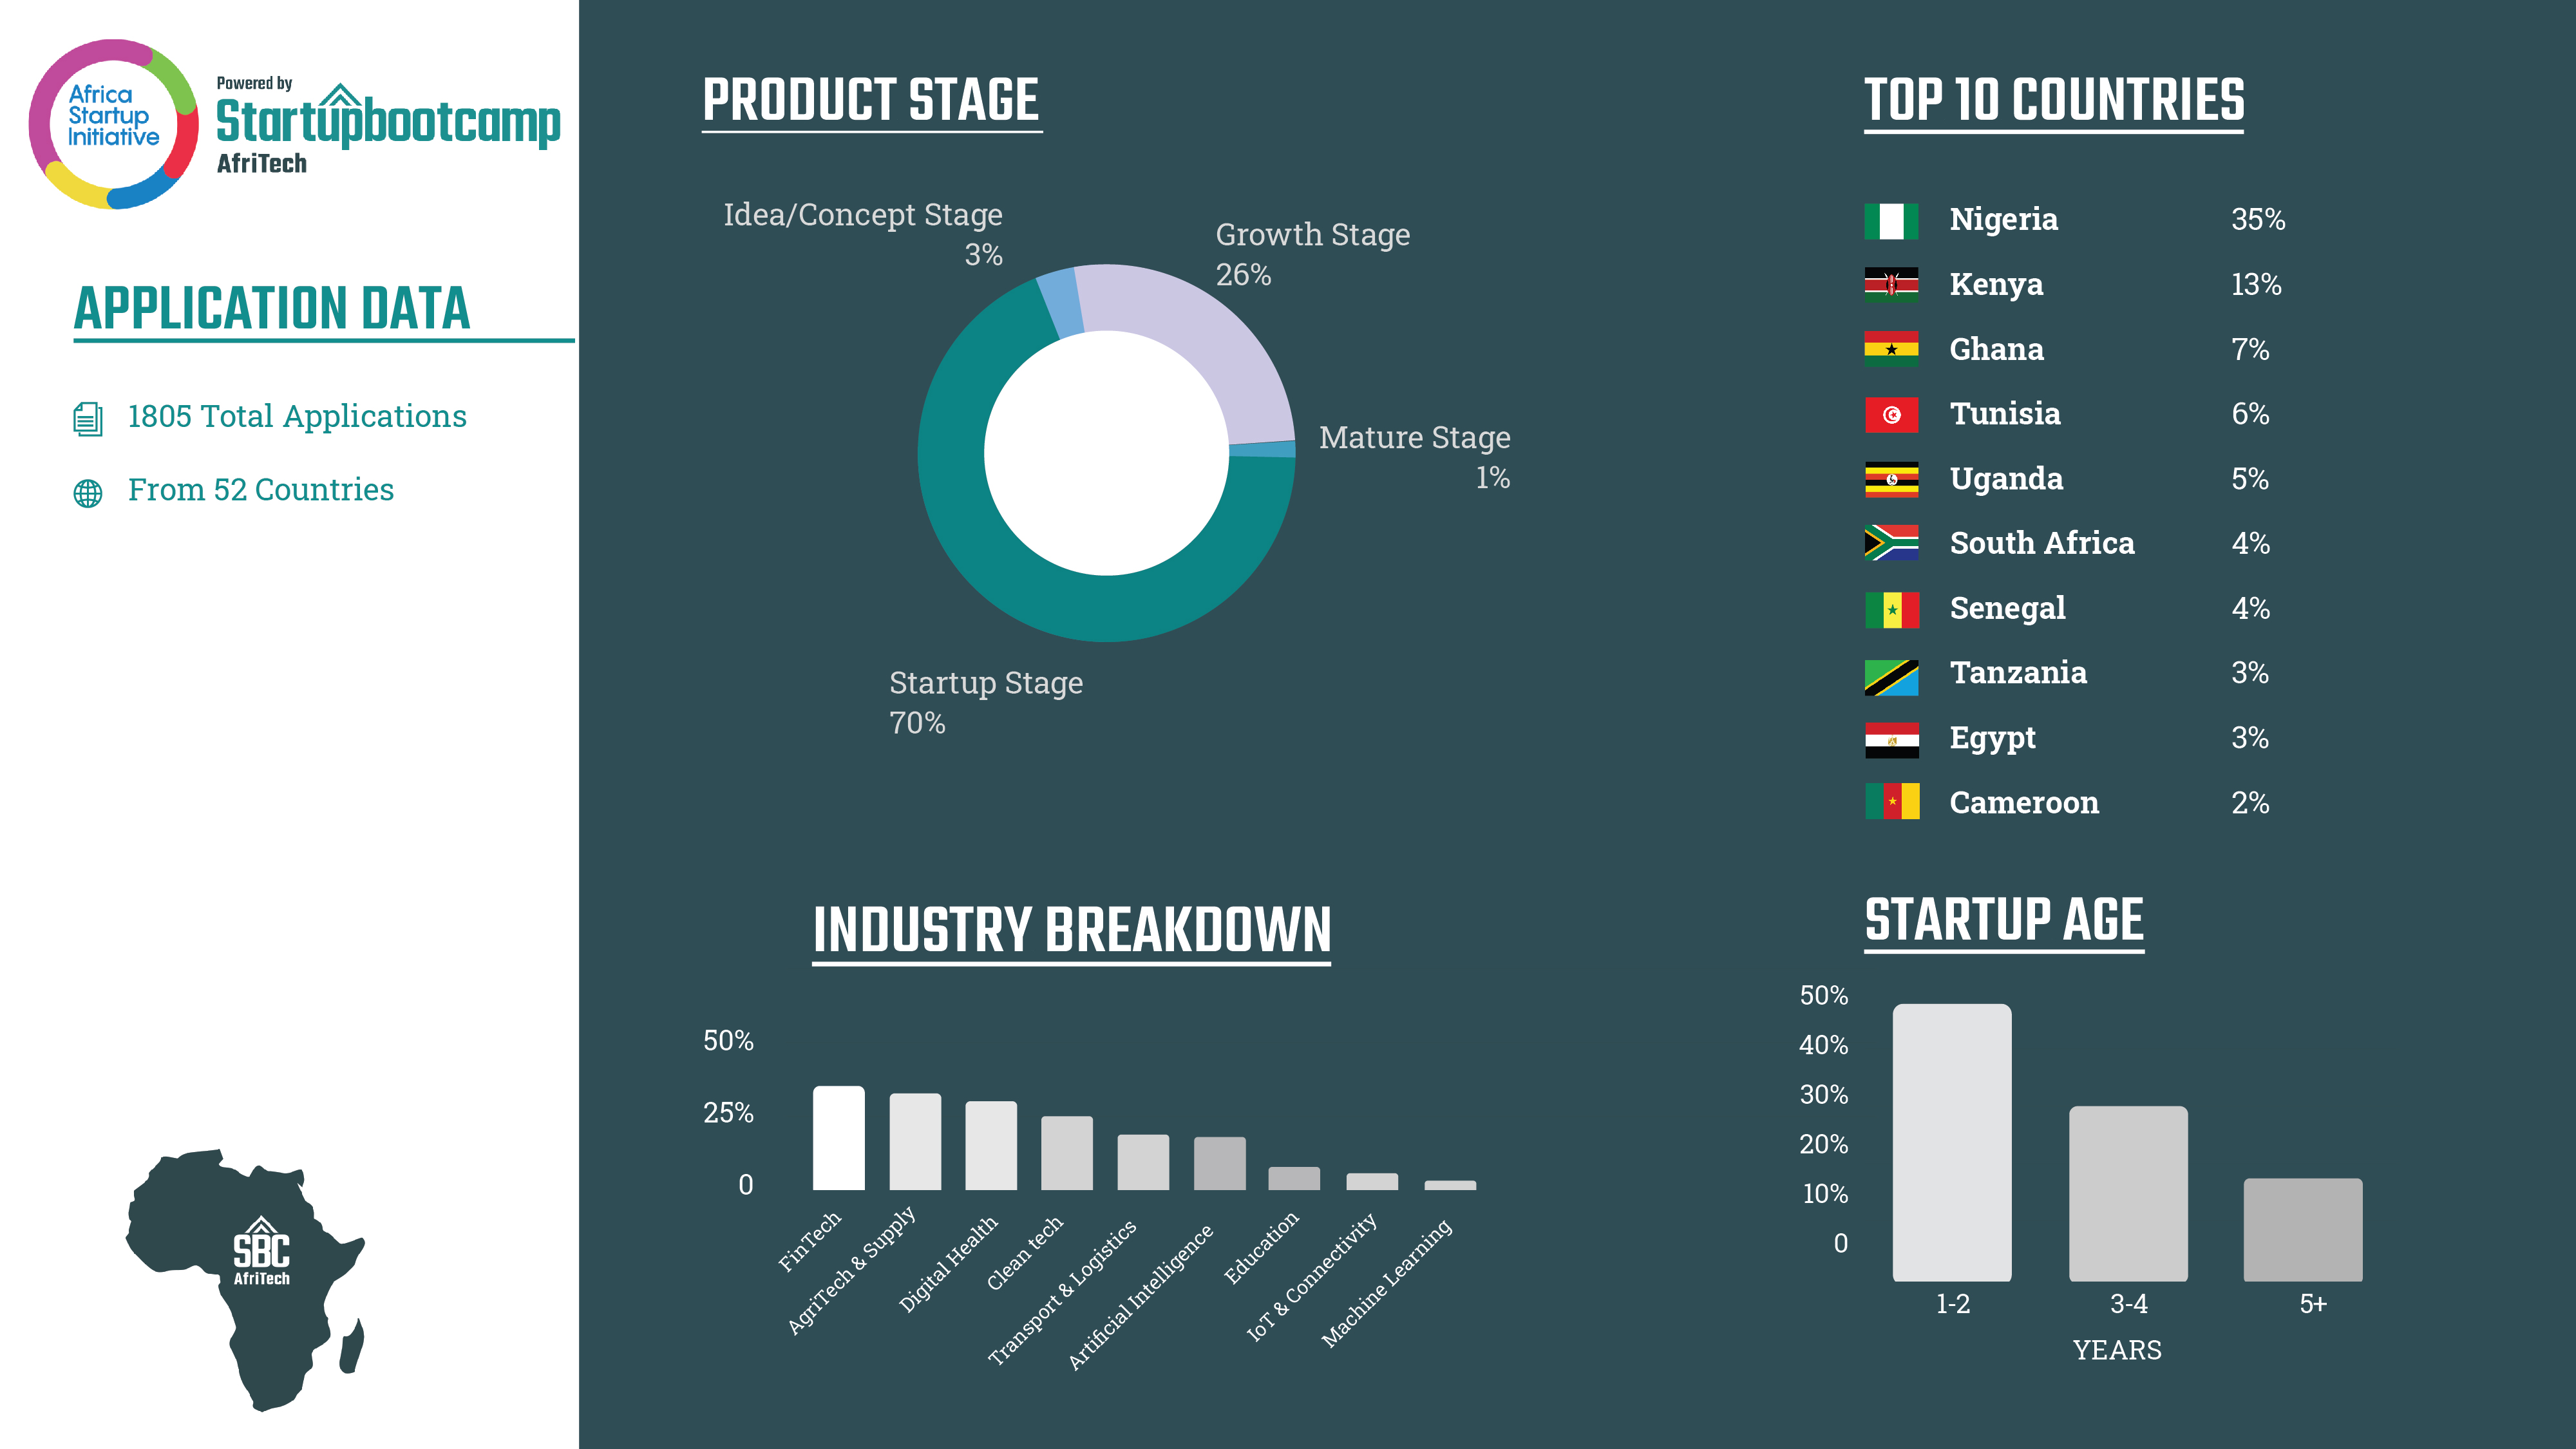 Africa
Startup
Initiative
Powered by
Startupbootcamp
AfriTech
APPLICATION DATA
1805 Total Applications
From 52 Countries
SBC
AfriTech
PRODUCT STAGE
Idea/Concept Stage
3%
Growth Stage
26%
Mature Stage
1%
Startup Stage
70%
TOP 10 COUNTRIES
Nigeria 35%
Kenya 13%
Ghana 7%
Tunisia 6%
Uganda 5%
South Africa 4%
Senegal 4%
Tanzania 3%
Egypt 3%
Cameroon 2%
INDUSTRY BREAKDOWN
50%
25%
0
FinTech
AgriTech & Supply
Digital Health
Clean tech
Transport & Logistics
Artificial Intelligence
Education
IoT & Connectivity
Machine Learning
STARTUP AGE
50%
40%
30%
20%
10%
0
1-2 3-4 5+
YEARS